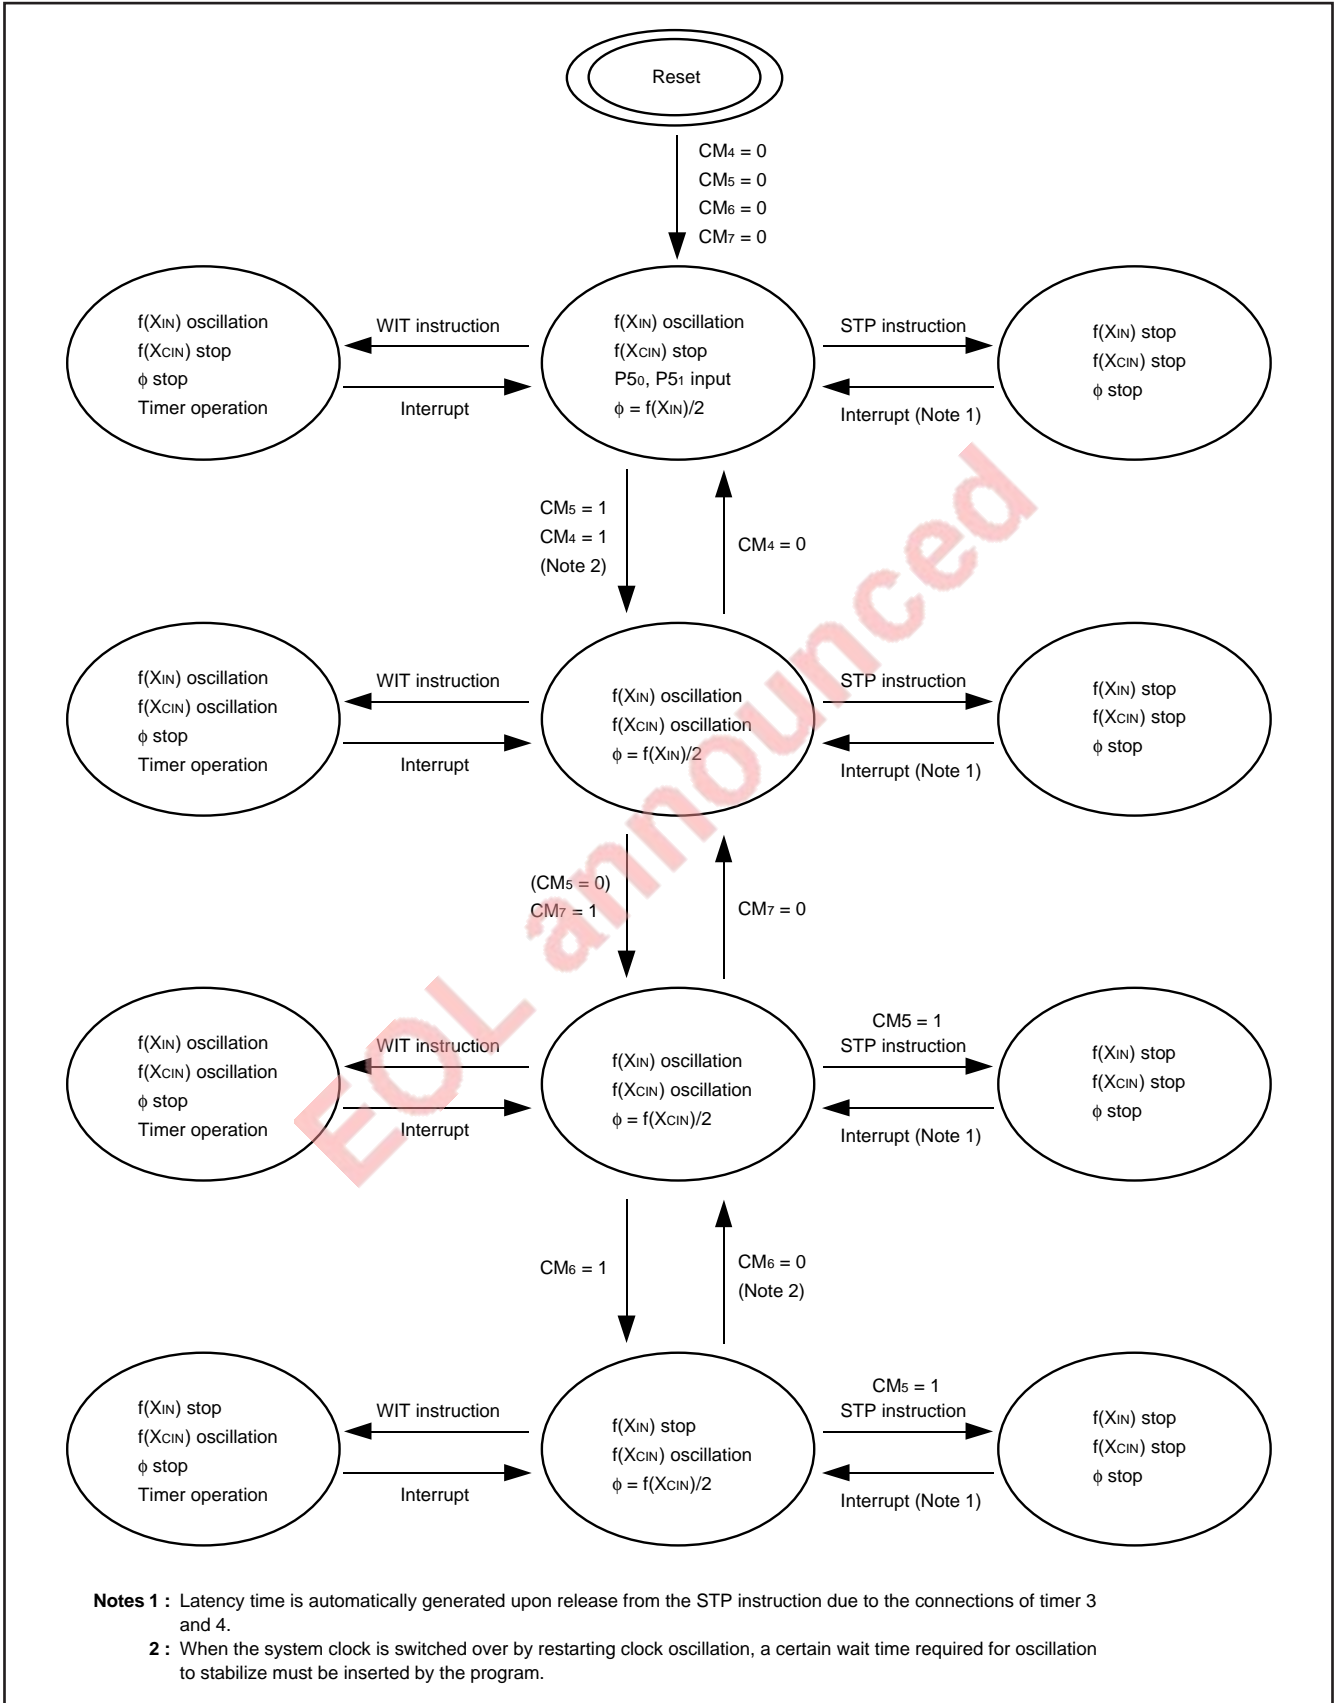 Reset
CM4 = 0
CM5 = 0
CM6 = 0
CM7 = 0
f(XIN) oscillation
f(XCIN) stop
ϕ stop
Timer operation
WIT instruction
Interrupt
f(XIN) oscillation
f(XCIN) stop
P50, P51 input
ϕ = f(XIN)/2
STP instruction
Interrupt (Note 1)
f(XIN) stop
f(XCIN) stop
ϕ stop
CM5 = 1
CM4 = 1
(Note 2)
CM4 = 0
f(XIN) oscillation
f(XCIN) oscillation
ϕ stop
Timer operation
WIT instruction
Interrupt
f(XIN) oscillation
f(XCIN) oscillation
ϕ = f(XIN)/2
STP instruction
Interrupt (Note 1)
f(XIN) stop
f(XCIN) stop
ϕ stop
(CM5 = 0)
CM7 = 1
CM7 = 0
f(XIN) oscillation
f(XCIN) oscillation
ϕ stop
Timer operation
WIT instruction
Interrupt
f(XIN) oscillation
f(XCIN) oscillation
ϕ = f(XCIN)/2
CM5 = 1
STP instruction
Interrupt (Note 1)
f(XIN) stop
f(XCIN) stop
ϕ stop
CM6 = 1
CM6 = 0
(Note 2)
f(XIN) stop
f(XCIN) oscillation
ϕ stop
Timer operation
WIT instruction
Interrupt
f(XIN) stop
f(XCIN) oscillation
ϕ = f(XCIN)/2
CM5 = 1
STP instruction
Interrupt (Note 1)
f(XIN) stop
f(XCIN) stop
ϕ stop
EOL announced
Notes 1 : Latency time is automatically generated upon release from the STP instruction due to the connections of timer 3
and 4.
2 : When the system clock is switched over by restarting clock oscillation, a certain wait time required for oscillation
to stabilize must be inserted by the program.